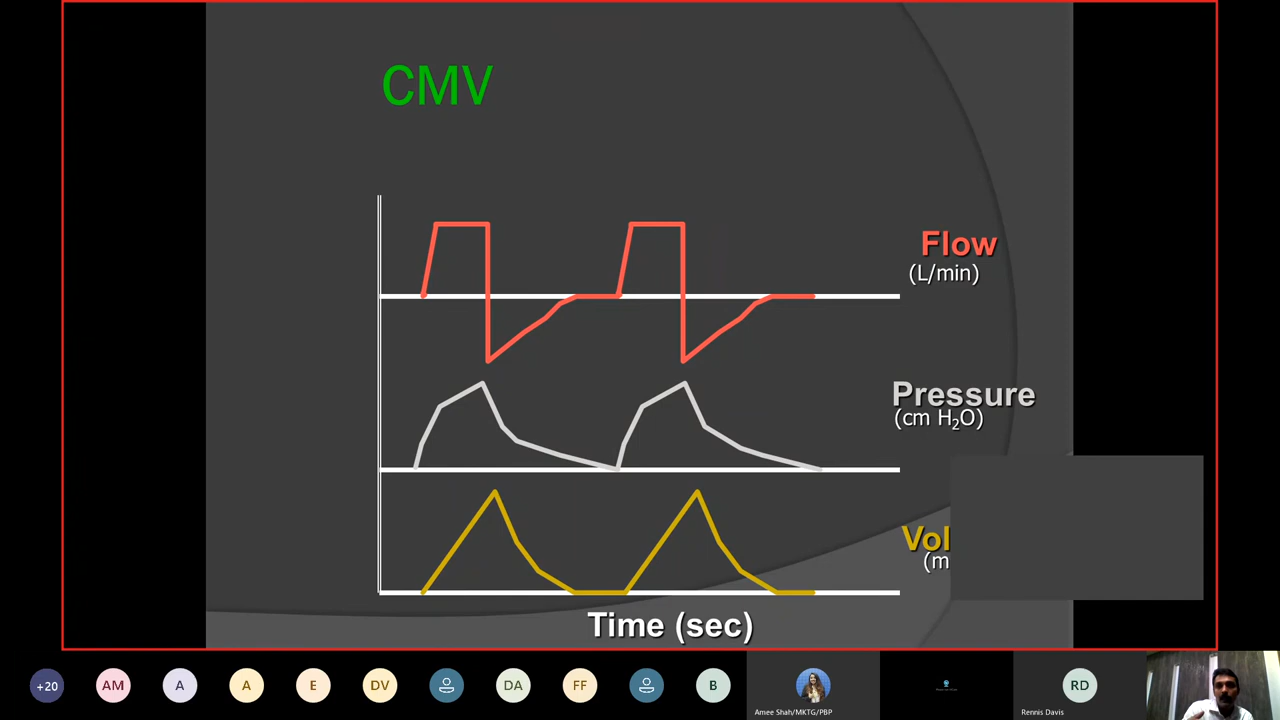 CMV
Flow
(L/min)
Pressure
(cm H₂O)
Vol
(m
Time (sec)
+20
AM
A
A
E
DV
DA
FF
B
RD
Amee Shah/MKTG/PBP
Rennis Davis